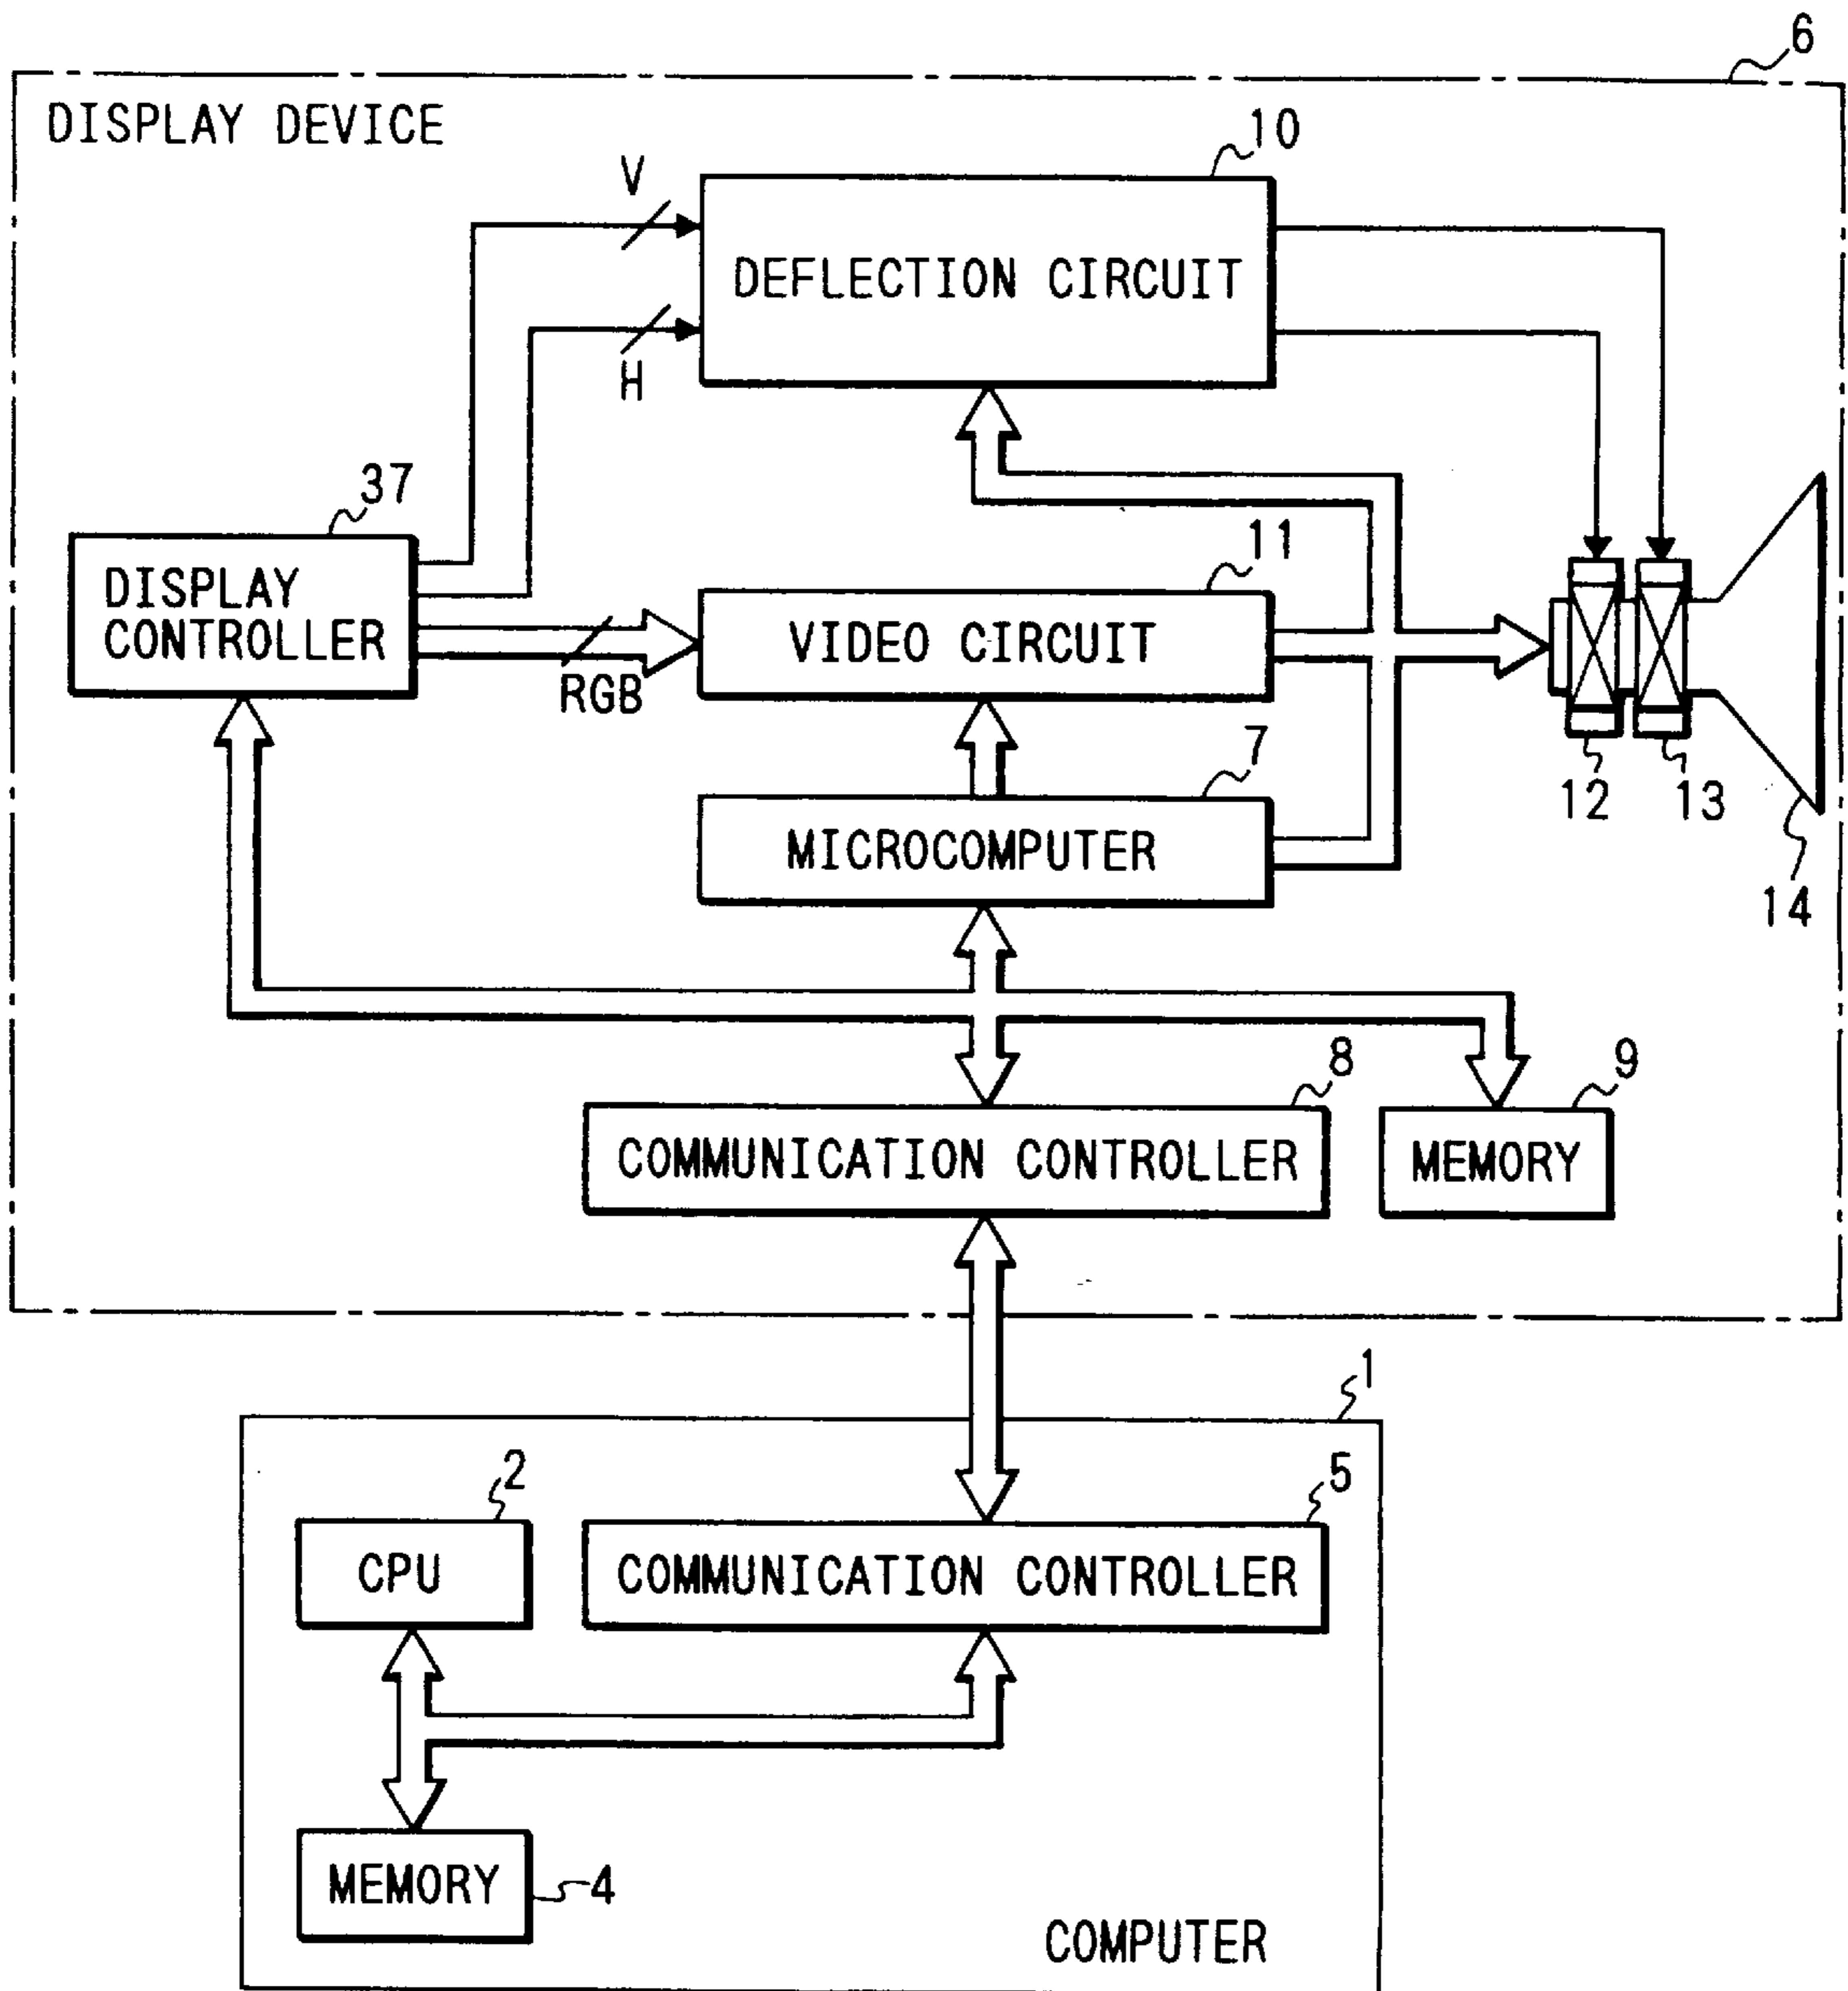 6
DISPLAY DEVICE
10
V
DEFLECTION CIRCUIT
H
37
11
DISPLAY
CONTROLLER
VIDEO CIRCUIT
RGB
7
12
13
MICROCOMPUTER
14
8
9
COMMUNICATION CONTROLLER
MEMORY
1
2
5
CPU
COMMUNICATION CONTROLLER
MEMORY
4
COMPUTER